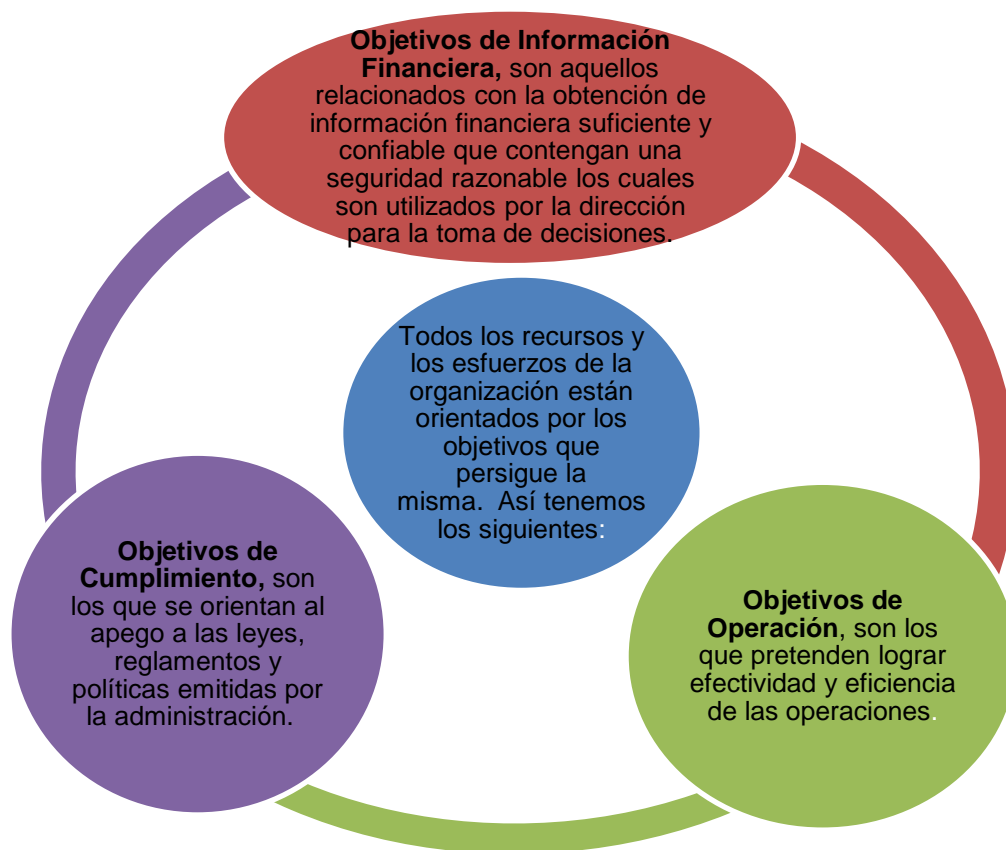 Objetivos de Información
Financiera, son aquellos
relacionados con la obtención de
información financiera suficiente y
confiable que contengan una
seguridad razonable los cuales
son utilizados por la dirección
para la toma de decisiones.
Todos los recursos y
los esfuerzos de la
organización están
orientados por los
objetivos que
persigue la
misma.  Así tenemos
los siguientes:
Objetivos de
Cumplimiento, son
los que se orientan al
apego a las leyes,
reglamentos y
políticas emitidas por
la administración.
Objetivos de
Operación, son los
que pretenden lograr
efectividad y eficiencia
de las operaciones.